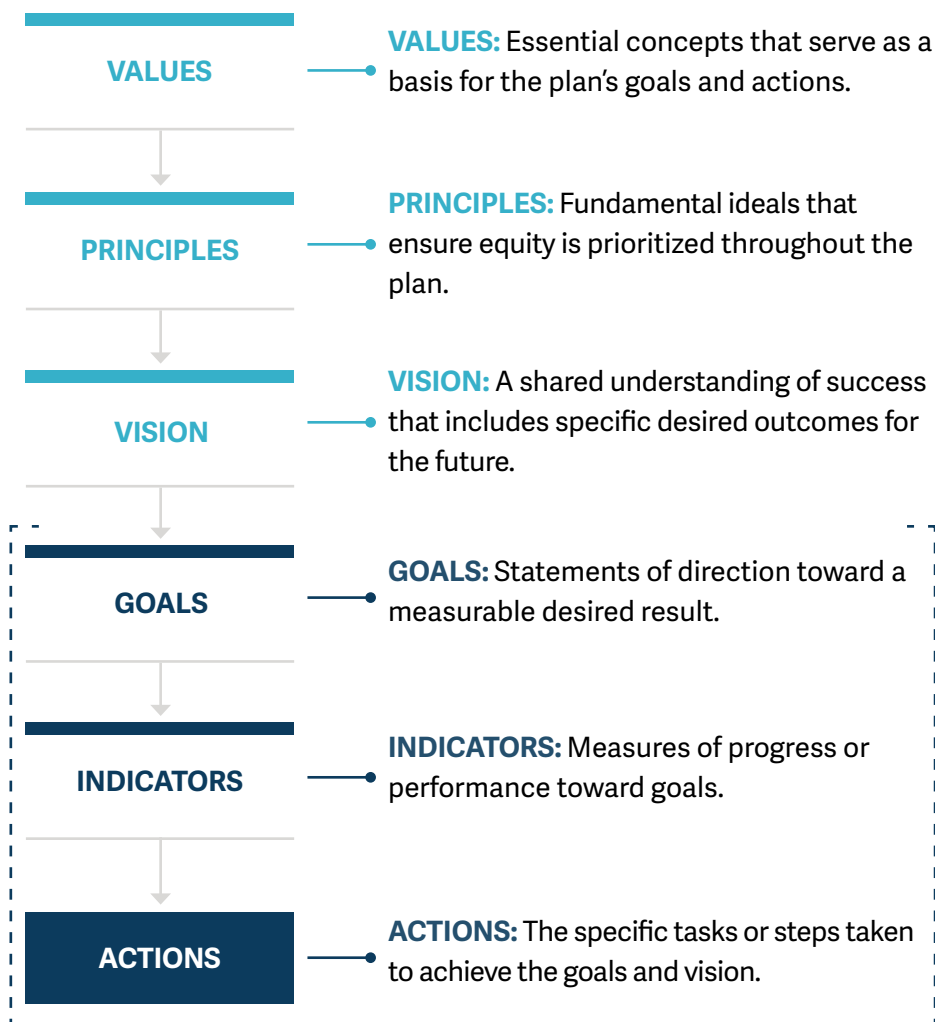 VALUES
VALUES: Essential concepts that serve as a
basis for the plan’s goals and actions.
PRINCIPLES
PRINCIPLES: Fundamental ideals that
ensure equity is prioritized throughout the
plan.
VISION
VISION: A shared understanding of success
that includes specific desired outcomes for
the future.
GOALS
GOALS: Statements of direction toward a
measurable desired result.
INDICATORS
INDICATORS: Measures of progress or
performance toward goals.
ACTIONS
ACTIONS: The specific tasks or steps taken
to achieve the goals and vision.